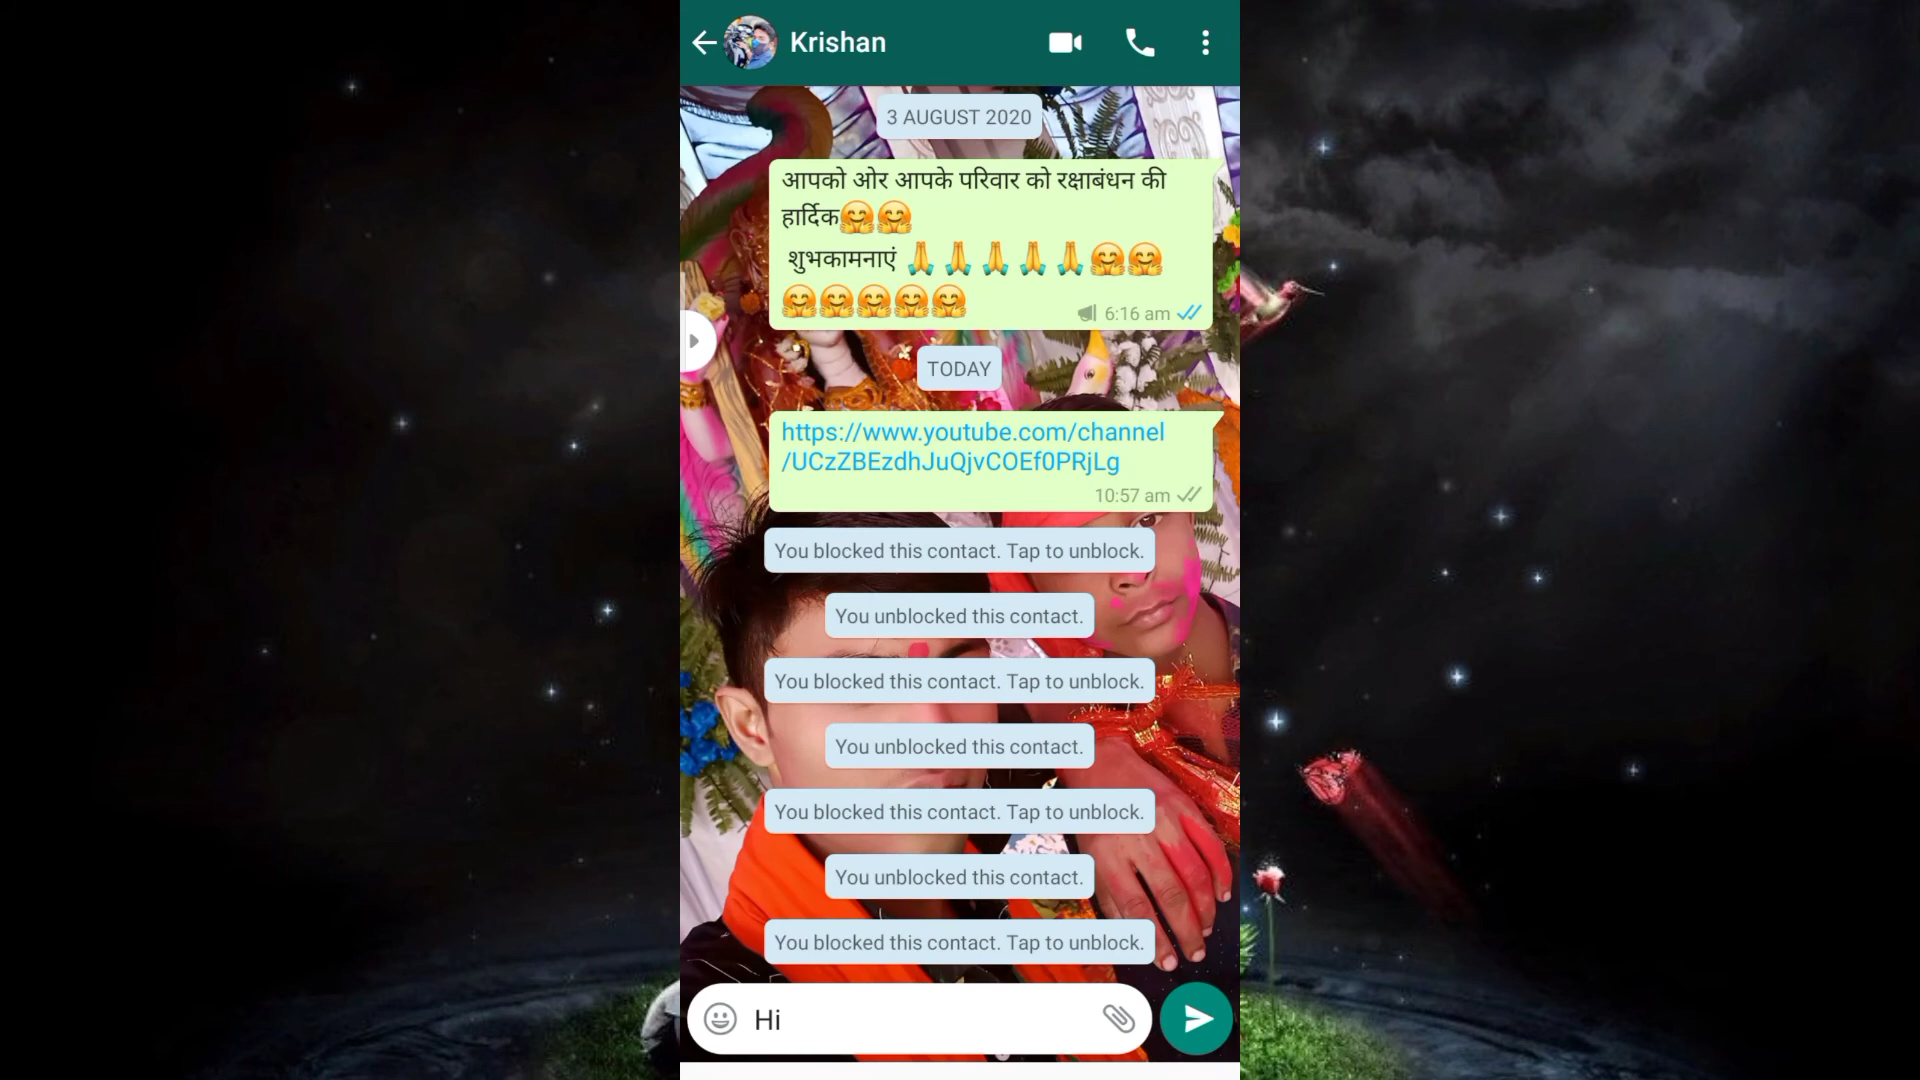 Krishan
3 AUGUST 2020
आपको ओर आपके परिवार को रक्षाबंधन की
हार्दिक🤗🤗
शुभकामनाएं 🙏🙏🙏🙏🙏🤗🤗
🤗🤗🤗🤗🤗
6:16 am
TODAY
https://www.youtube.com/channel
/UCzZBEzdhJuQjvCOEf0PRjLg
10:57 am
You blocked this contact. Tap to unblock.
You unblocked this contact.
You blocked this contact. Tap to unblock.
You unblocked this contact.
You blocked this contact. Tap to unblock.
You unblocked this contact.
You blocked this contact. Tap to unblock.
Hi